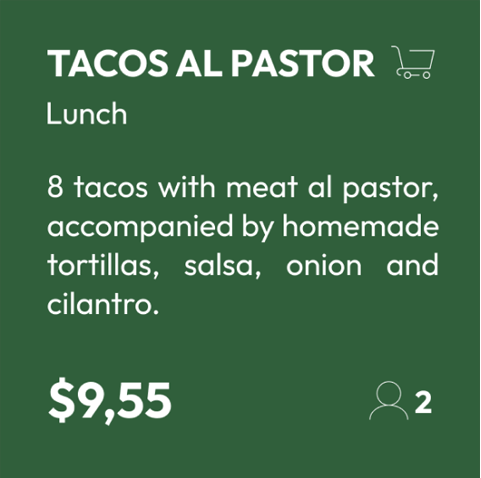 TACOS AL PASTOR
Lunch
8 tacos with meat al pastor,
accompanied by homemade
tortillas, salsa, onion and
cilantro.
$9,55
2